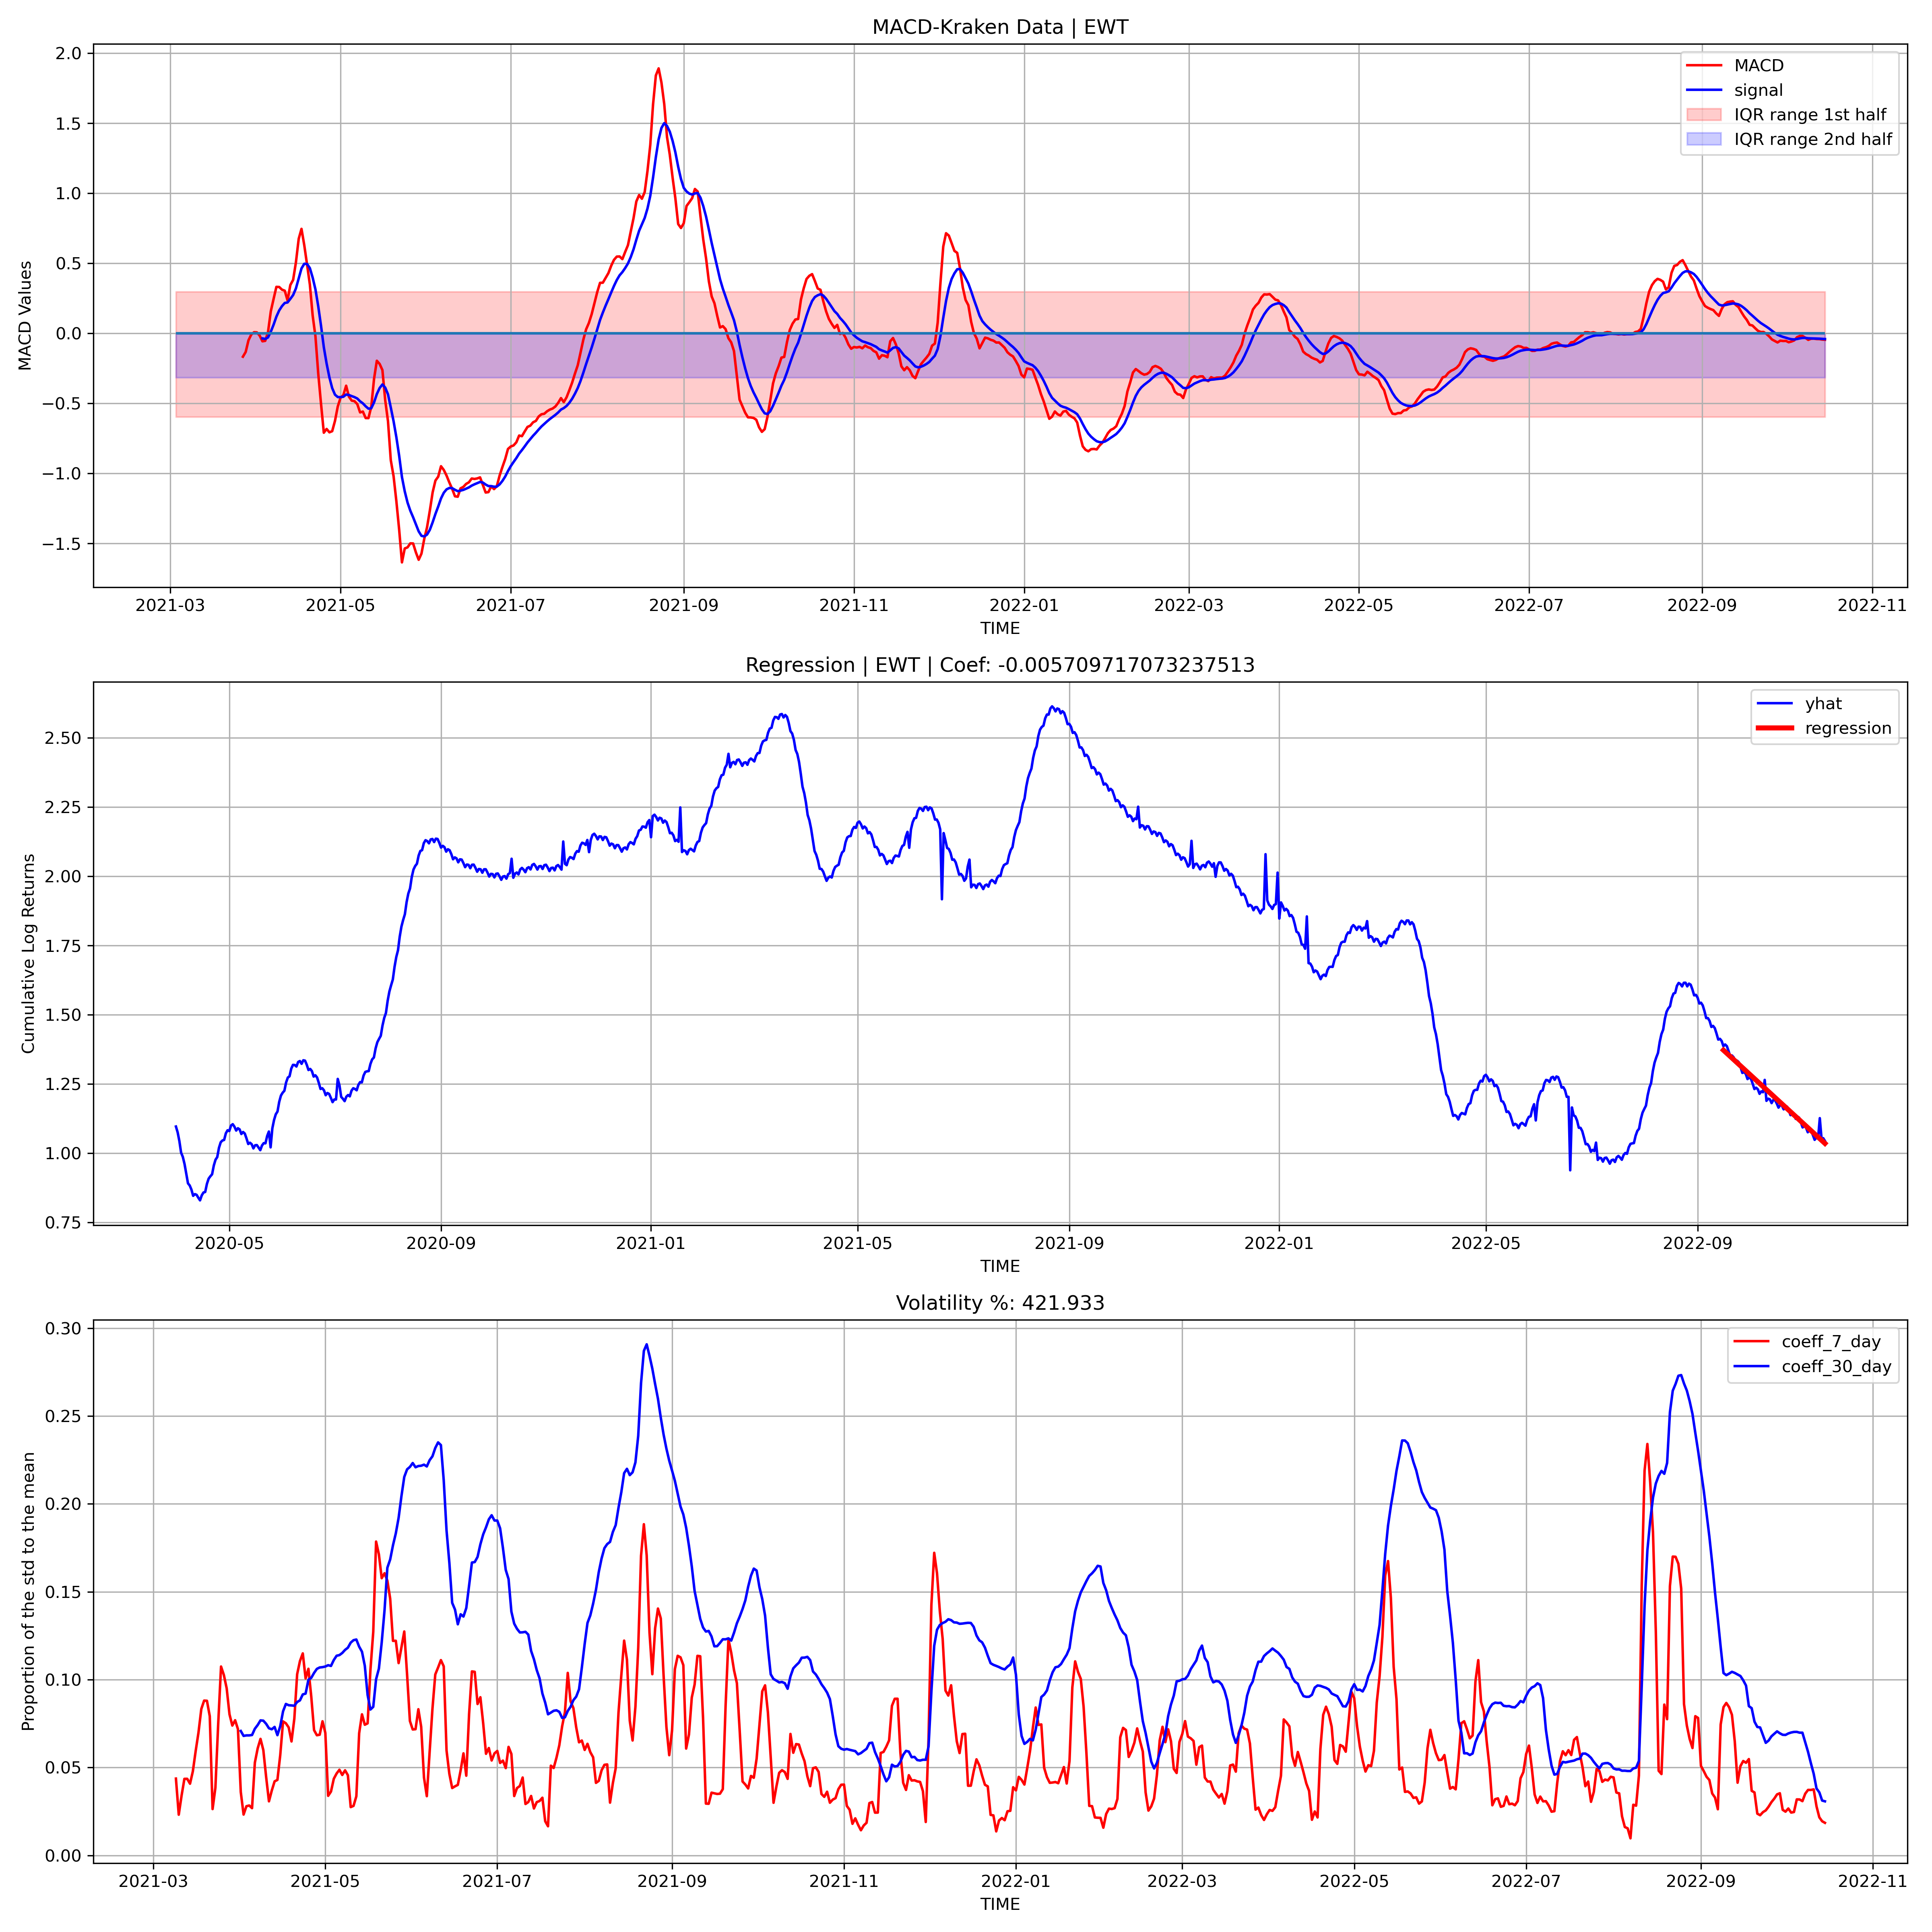 MACD-Kraken Data | EWT
MACD
signal
IQR range 1st half
IQR range 2nd half
MACD Values
2.0
1.5
1.0
0.5
0.0
−0.5
−1.0
−1.5
2021-03 2021-05 2021-07 2021-09 2021-11 2022-01 2022-03 2022-05 2022-07 2022-09 2022-11
TIME
Regression | EWT | Coef: -0.005709717073237513
yhat
regression
Cumulative Log Returns
2.50
2.25
2.00
1.75
1.50
1.25
1.00
0.75
2020-05 2020-09 2021-01 2021-05 2021-09 2022-01 2022-05 2022-09
TIME
Volatility %: 421.933
coeff_7_day
coeff_30_day
Proportion of the std to the mean
0.30
0.25
0.20
0.15
0.10
0.05
0.00
2021-03 2021-05 2021-07 2021-09 2021-11 2022-01 2022-03 2022-05 2022-07 2022-09 2022-11
TIME